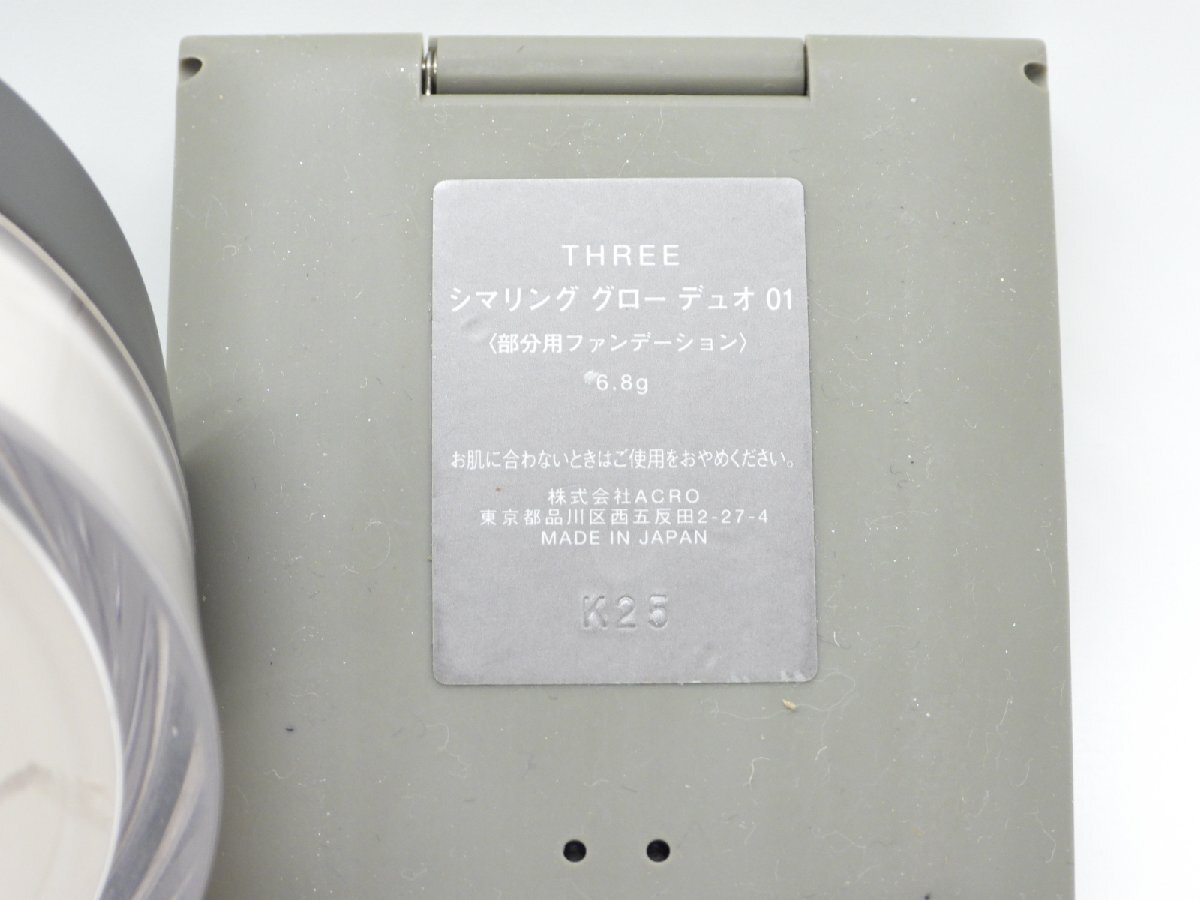 THREE
シマリング グロー デュオ 01
〈部分用ファンデーション〉
6.8g
お肌に合わないときはご使用をおやめください。
株式会社ACRO
東京都品川区西五反田2-27-4
MADE IN JAPAN
K25